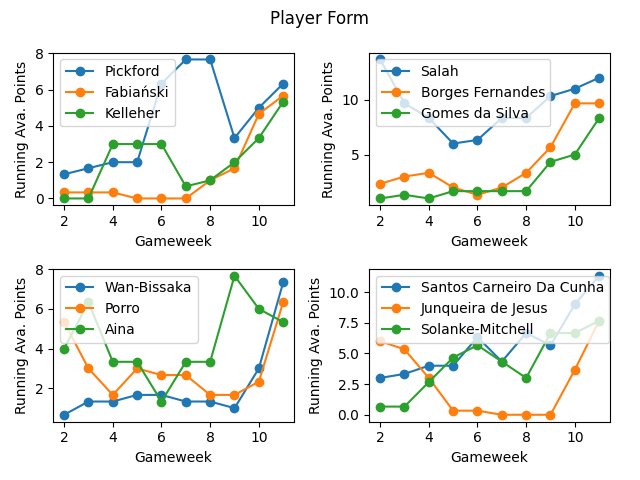 Player Form
Running Ava. Points
8
6
4
2
0
Pickford
Fabiański
Kelleher
2 4 6 8 10
Gameweek
Running Ava. Points
10
5
Salah
Borges Fernandes
Gomes da Silva
2 4 6 8 10
Gameweek
Running Ava. Points
8
6
4
2
Wan-Bissaka
Porro
Aina
2 4 6 8 10
Gameweek
Running Ava. Points
10.0
7.5
5.0
2.5
0.0
Santos Carneiro Da Cunha
Junqueira de Jesus
Solanke-Mitchell
2 4 6 8 10
Gameweek